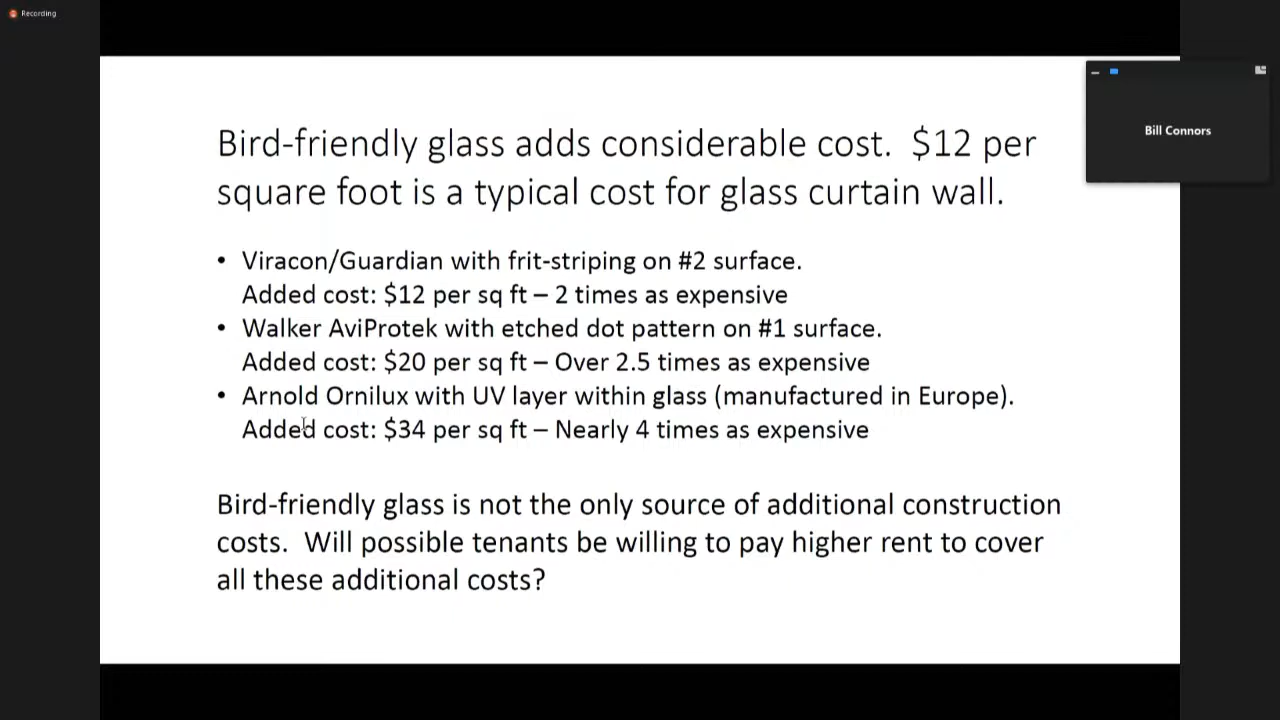 Recording
Bill Connors
Bird-friendly glass adds considerable cost.  $12 per
square foot is a typical cost for glass curtain wall.
• Viracon/Guardian with frit-striping on #2 surface.
Added cost: $12 per sq ft – 2 times as expensive
• Walker AviProtek with etched dot pattern on #1 surface.
Added cost: $20 per sq ft – Over 2.5 times as expensive
• Arnold Ornilux with UV layer within glass (manufactured in Europe).
Added cost: $34 per sq ft – Nearly 4 times as expensive
Bird-friendly glass is not the only source of additional construction
costs.  Will possible tenants be willing to pay higher rent to cover
all these additional costs?